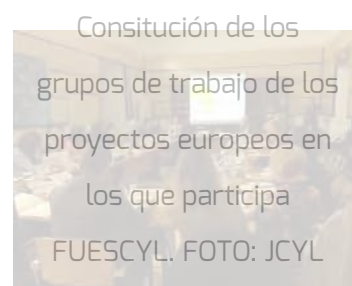 Consitución de los
grupos de trabajo de los
proyectos europeos en
los que participa
FUESCYL. FOTO: JCYL